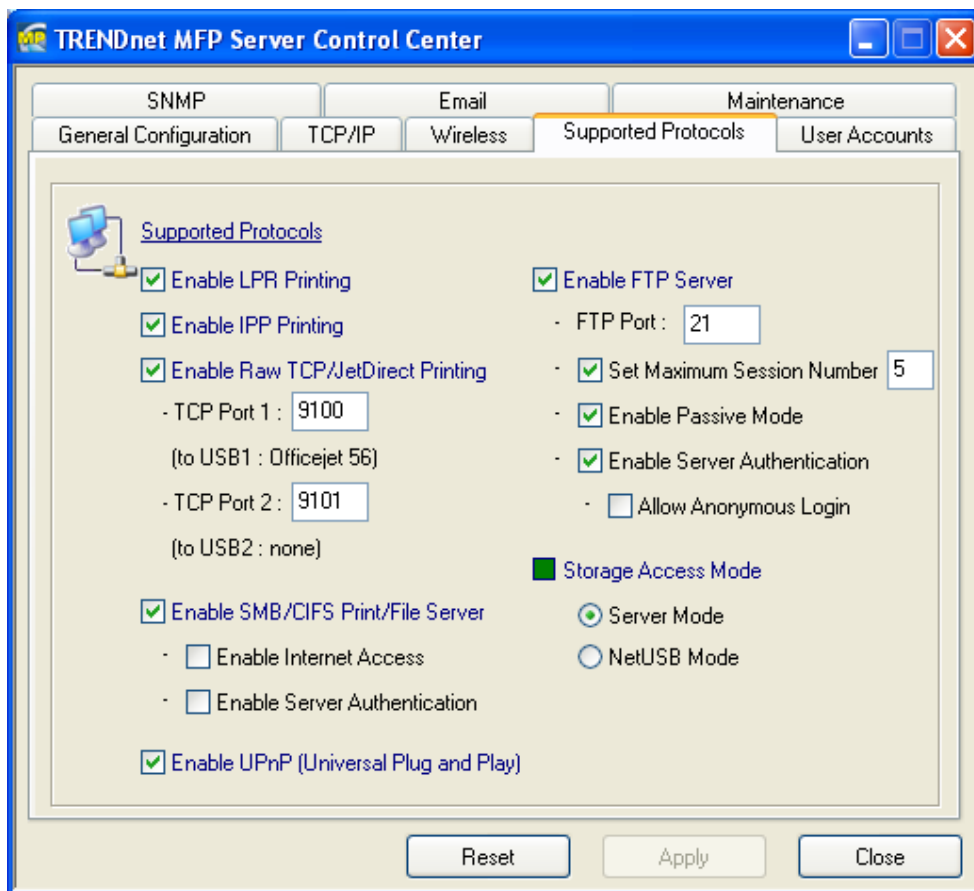 TRENDnet MFP Server Control Center
SNMP
Email
Maintenance
General Configuration
TCP/IP
Wireless
Supported Protocols
User Accounts
Supported Protocols
Enable LPR Printing
Enable IPP Printing
Enable Raw TCP/JetDirect Printing
- TCP Port 1 : 9100
(to USB1 : Officejet 56)
- TCP Port 2 : 9101
(to USB2 : none)
Enable SMB/CIFS Print/File Server
- Enable Internet Access
- Enable Server Authentication
Enable UPnP (Universal Plug and Play)
Enable FTP Server
- FTP Port : 21
- Set Maximum Session Number 5
- Enable Passive Mode
- Enable Server Authentication
- Allow Anonymous Login
Storage Access Mode
Server Mode
NetUSB Mode
Reset
Apply
Close